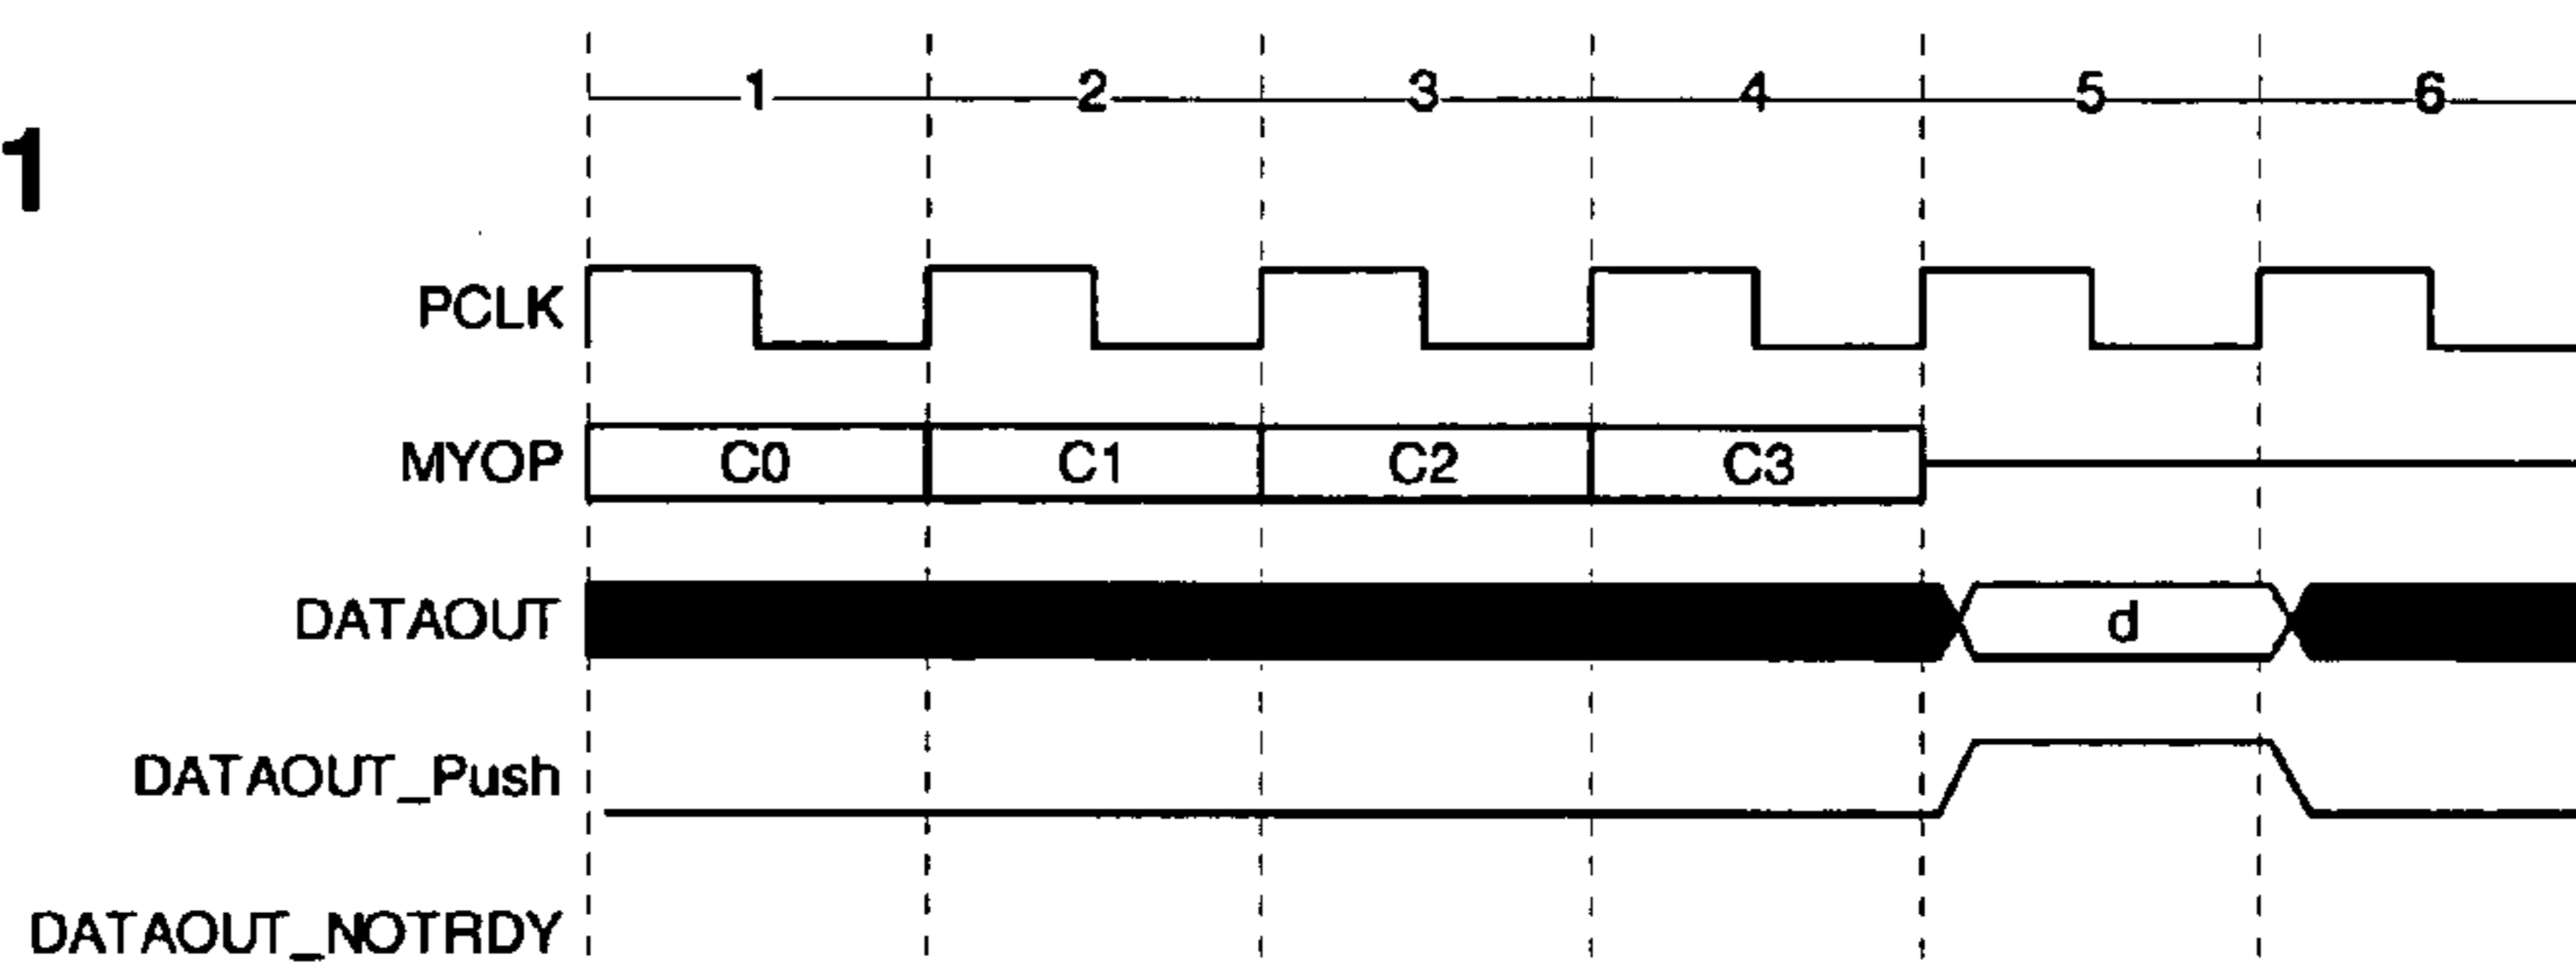 1 2 3 4 5 6
1
PCLK
MYOP C0 C1 C2 C3
DATAOUT d
DATAOUT_Push
DATAOUT_NOTRDY